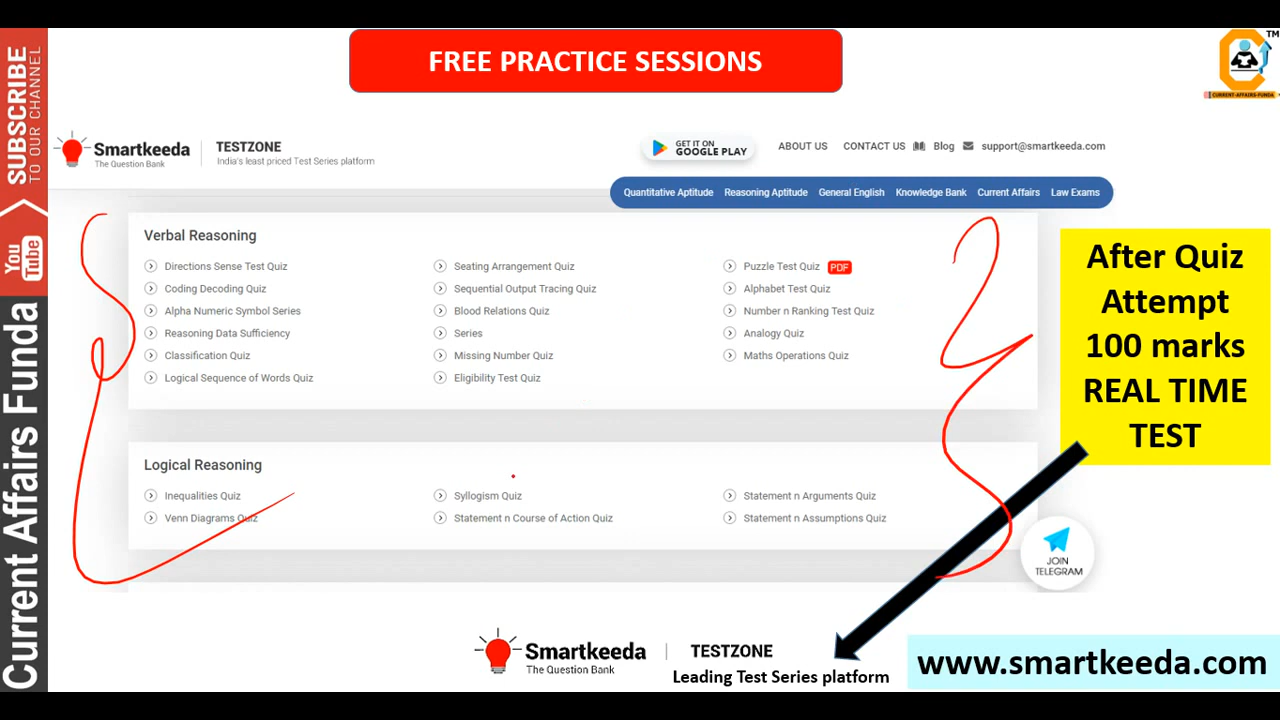 FREE PRACTICE SESSIONS
TM
CURRENT-AFFAIRS-FUNDA
SUBSCRIBE
TO OUR CHANNEL
You
Tube
Current Affairs Funda
Smartkeeda
The Question Bank
TESTZONE
India's least priced Test Series platform
GET IT ON
GOOGLE PLAY
ABOUT US
CONTACT US
Blog
support@smartkeeda.com
Quantitative Aptitude Reasoning Aptitude General English Knowledge Bank Current Affairs Law Exams
Verbal Reasoning
Directions Sense Test Quiz
Seating Arrangement Quiz
Puzzle Test Quiz PDF
Coding Decoding Quiz
Sequential Output Tracing Quiz
Alphabet Test Quiz
Alpha Numeric Symbol Series
Blood Relations Quiz
Number n Ranking Test Quiz
Reasoning Data Sufficiency
Series
Analogy Quiz
Classification Quiz
Missing Number Quiz
Maths Operations Quiz
Logical Sequence of Words Quiz
Eligibility Test Quiz
Logical Reasoning
Inequalities Quiz
Syllogism Quiz
Statement n Arguments Quiz
Venn Diagrams Quiz
Statement n Course of Action Quiz
Statement n Assumptions Quiz
After Quiz
Attempt
100 marks
REAL TIME
TEST
JOIN
TELEGRAM
Smartkeeda
The Question Bank
TESTZONE
Leading Test Series platform
www.smartkeeda.com